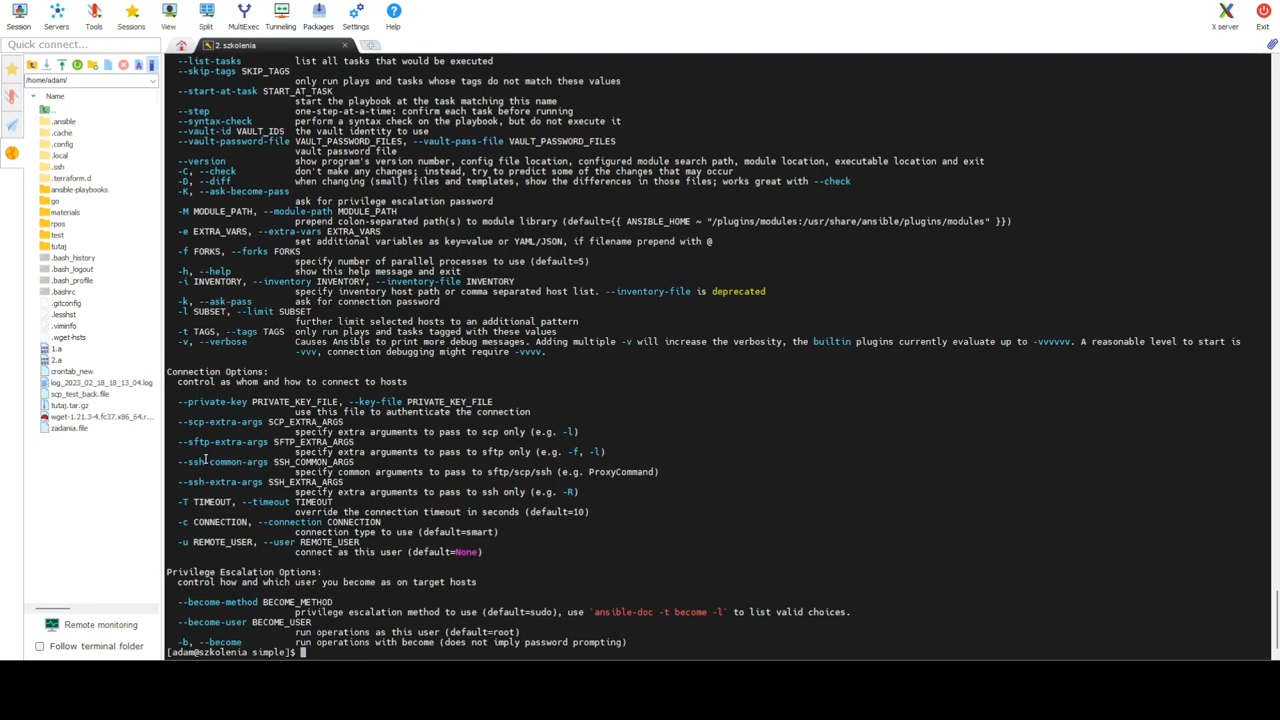 Session Servers Tools Sessions View Split MultiExec Tunneling Packages Settings Help X server Exit
Quick connect...
2. szkolenia
/home/adam/
Name
..
.ansible
.cache
.config
.local
.ssh
.terraform.d
ansible-playbooks
go
materials
rpos
test
tutaj
.bash_history
.bash_logout
.bash_profile
.bashrc
.gitconfig
.lesshst
.viminfo
.wget-hsts
1.a
2.a
crontab_new
log_2023_02_18_18_13_04.log
scp_test_back.file
tutaj.tar.gz
wget-1.21.3-4.fc37.x86_64.r...
zadania.file
Remote monitoring
Follow terminal folder
--list-tasks list all tasks that would be executed
--skip-tags SKIP_TAGS
only run plays and tasks whose tags do not match these values
--start-at-task START_AT_TASK
start the playbook at the task matching this name
--step one-step-at-a-time: confirm each task before running
--syntax-check perform a syntax check on the playbook, but do not execute it
--vault-id VAULT_IDS the vault identity to use
--vault-password-file VAULT_PASSWORD_FILES, --vault-pass-file VAULT_PASSWORD_FILES
vault password file
--version show program's version number, config file location, configured module search path, module location, executable location and exit
-C, --check don't make any changes; instead, try to predict some of the changes that may occur
-D, --diff when changing (small) files and templates, show the differences in those files; works great with --check
-K, --ask-become-pass
ask for privilege escalation password
-M MODULE_PATH, --module-path MODULE_PATH
prepend colon-separated path(s) to module library (default={{ ANSIBLE_HOME ~ "/plugins/modules:/usr/share/ansible/plugins/modules" }})
-e EXTRA_VARS, --extra-vars EXTRA_VARS
set additional variables as key=value or YAML/JSON, if filename prepend with @
-f FORKS, --forks FORKS
specify number of parallel processes to use (default=5)
-h, --help show this help message and exit
-i INVENTORY, --inventory INVENTORY, --inventory-file INVENTORY
specify inventory host path or comma separated host list. --inventory-file is deprecated
-k, --ask-pass ask for connection password
-l SUBSET, --limit SUBSET
further limit selected hosts to an additional pattern
-t TAGS, --tags TAGS only run plays and tasks tagged with these values
-v, --verbose Causes Ansible to print more debug messages. Adding multiple -v will increase the verbosity, the builtin plugins currently evaluate up to -vvvvvv. A reasonable level to start is
-vvv, connection debugging might require -vvvv.
Connection Options:
control as whom and how to connect to hosts
--private-key PRIVATE_KEY_FILE, --key-file PRIVATE_KEY_FILE
use this file to authenticate the connection
--scp-extra-args SCP_EXTRA_ARGS
specify extra arguments to pass to scp only (e.g. -l)
--sftp-extra-args SFTP_EXTRA_ARGS
specify extra arguments to pass to sftp only (e.g. -f, -l)
--ssh-common-args SSH_COMMON_ARGS
specify common arguments to pass to sftp/scp/ssh (e.g. ProxyCommand)
--ssh-extra-args SSH_EXTRA_ARGS
specify extra arguments to pass to ssh only (e.g. -R)
-T TIMEOUT, --timeout TIMEOUT
override the connection timeout in seconds (default=10)
-c CONNECTION, --connection CONNECTION
connection type to use (default=smart)
-u REMOTE_USER, --user REMOTE_USER
connect as this user (default=None)
Privilege Escalation Options:
control how and which user you become as on target hosts
--become-method BECOME_METHOD
privilege escalation method to use (default=sudo), use `ansible-doc -t become -l` to list valid choices.
--become-user BECOME_USER
run operations as this user (default=root)
-b, --become run operations with become (does not imply password prompting)
[adam@szkolenia simple]$